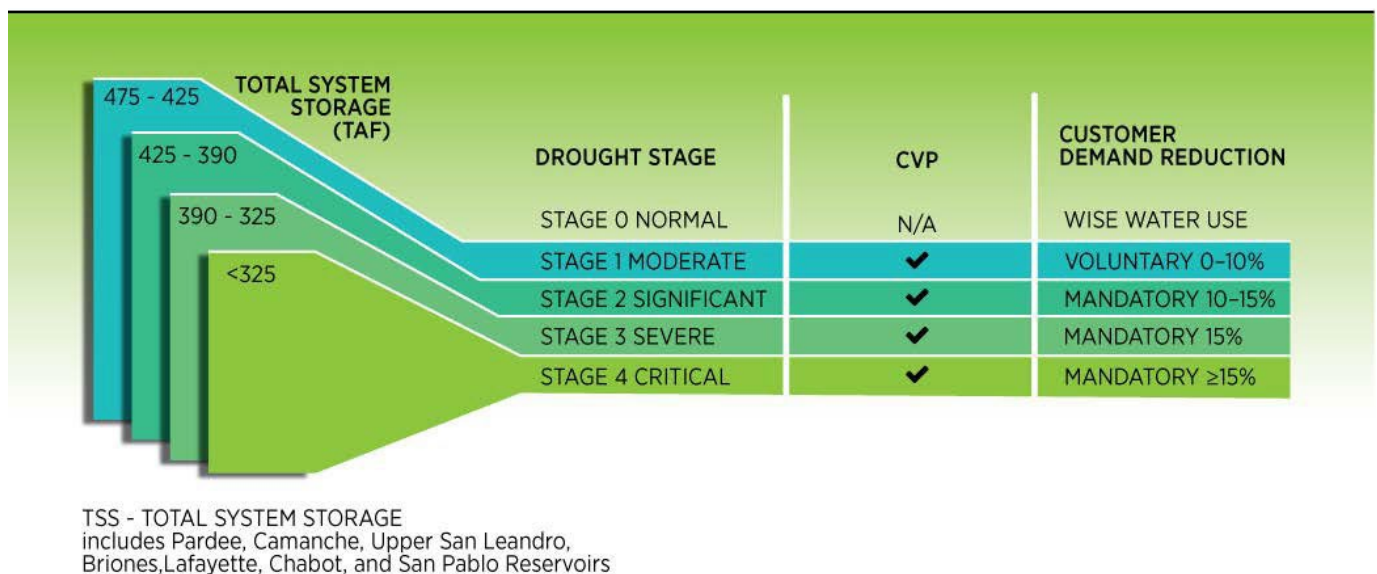 TOTAL SYSTEM
STORAGE
(TAF)
475 - 425
425 - 390
390 - 325
<325
DROUGHT STAGE CVP CUSTOMER
DEMAND REDUCTION
STAGE 0 NORMAL N/A WISE WATER USE
STAGE 1 MODERATE ✔ VOLUNTARY 0–10%
STAGE 2 SIGNIFICANT ✔ MANDATORY 10–15%
STAGE 3 SEVERE ✔ MANDATORY 15%
STAGE 4 CRITICAL ✔ MANDATORY ≥15%
TSS - TOTAL SYSTEM STORAGE
includes Pardee, Camanche, Upper San Leandro,
Briones,Lafayette, Chabot, and San Pablo Reservoirs